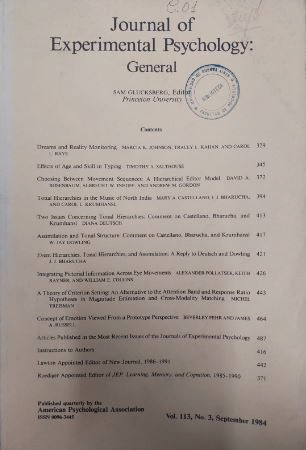 e.01
Journal of
Experimental Psychology:
General
SAM GLUCKSBERG, Editor
Princeton University
Contents
Dreams and Reality Monitoring MARCIA K. JOHNSON, TRACEY L. KAHAN, AND CAROL L. RAYE 329
Effects of Age and Skill in Typing TIMOTHY A. SALTHOUSE 345
Choosing Between Movement Sequences: A Hierarchical Editor Model DAVID A. 372
ROSENBAUM, ALBRECHT W. INHOFF, AND ANDREW M. GORDON
Tonal Hierarchies in the Music of North India MARY A. CASTELLANO, J. J. BHARUCHA, 394
AND CAROL L. KRUMHANSL
Two Issues Concerning Tonal Hierarchies: Comment on Castellano, Bharucha, and 413
Krumhansl DIANA DEUTSCH
Assimilation and Tonal Structure: Comment on Castellano, Bharucha, and Krumhansl 417
W. JAY DOWLING
Event Hierarchies, Tonal Hierarchies, and Assimilation: A Reply to Deutsch and Dowling 421
J. J. BHARUCHA
Integrating Pictorial Information Across Eye Movements ALEXANDER POLLATSEK, KEITH 426
RAYNER, AND WILLIAM E. COLLINS
A Theory of Criterion Setting: An Alternative to the Attention Band and Response Ratio 443
Hypotheses in Magnitude Estimation and Cross-Modality Matching MICHEL
TREISMAN
Concept of Emotion Viewed From a Prototype Perspective BEVERLEY FEHR AND JAMES 464
A. RUSSELL
Articles Published in the Most Recent Issues of the Journals of Experimental Psychology 487
Instructions to Authors 416
Lawton Appointed Editor of New Journal, 1986-1991 442
Roediger Appointed Editor of JEP: Learning, Memory, and Cognition, 1985-1990 371
Published quarterly by the
American Psychological Association
ISSN 0096-3445
Vol. 113, No. 3, September 1984